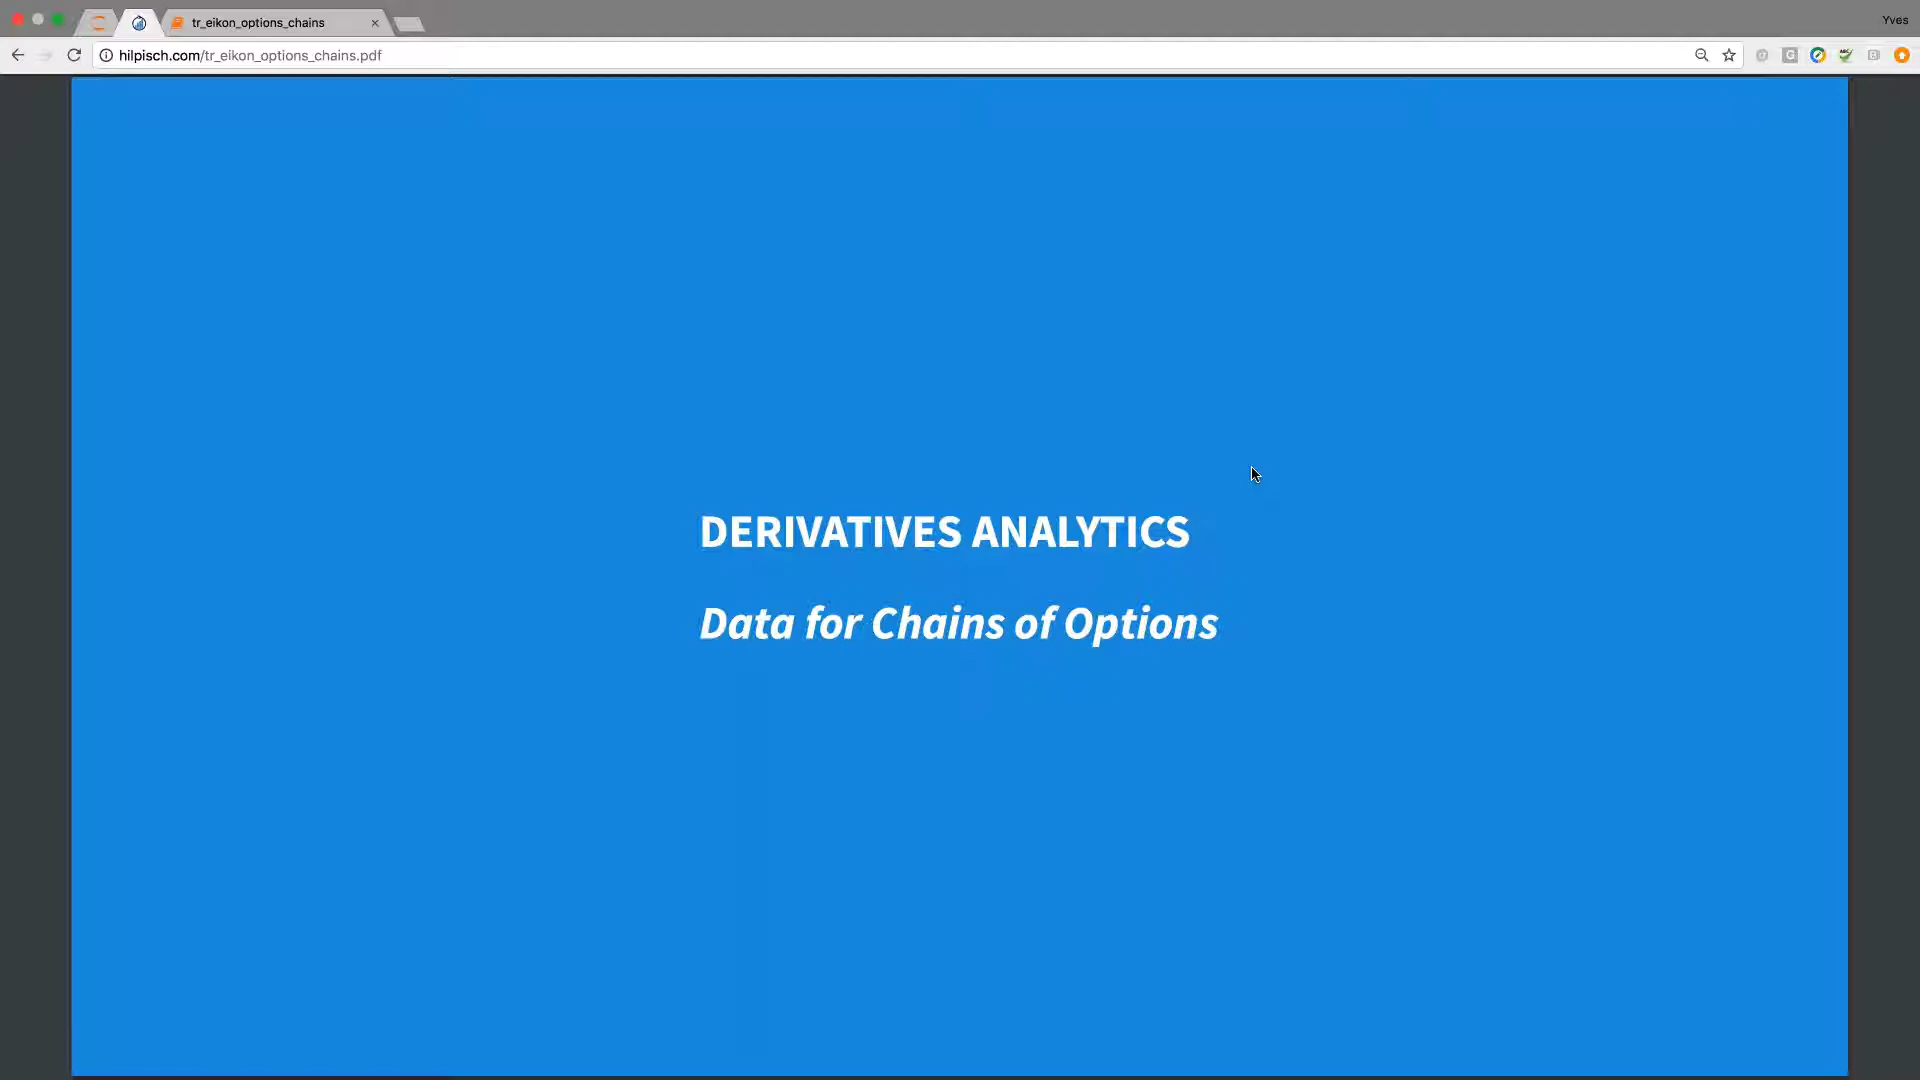 tr_eikon_options_chains
Yves
hilpisch.com/tr_eikon_options_chains.pdf
DERIVATIVES ANALYTICS
Data for Chains of Options